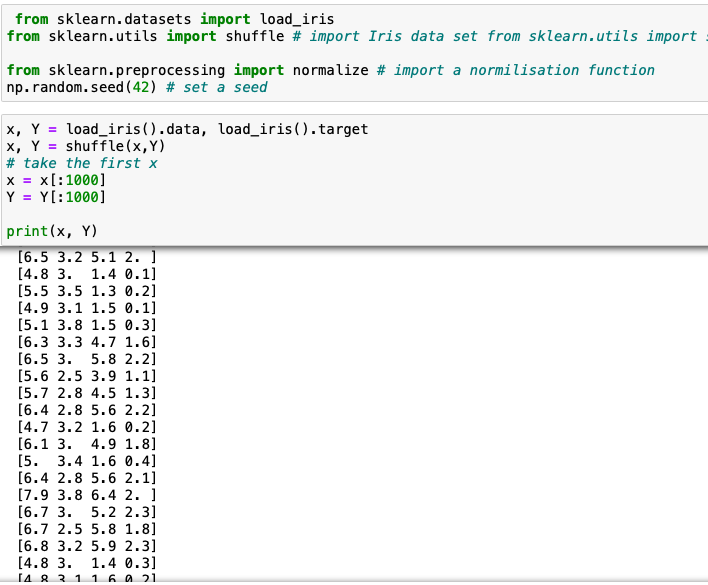 from sklearn.datasets import load_iris
from sklearn.utils import shuffle # import Iris data set from sklearn.utils import
from sklearn.preprocessing import normalize # import a normilisation function
np.random.seed(42) # set a seed
x, Y = load_iris().data, load_iris().target
x, Y = shuffle(x,Y)
# take the first x
x = x[:1000]
Y = Y[:1000]
print(x, Y)
[6.5 3.2 5.1 2. ]
[4.8 3.  1.4 0.1]
[5.5 3.5 1.3 0.2]
[4.9 3.1 1.5 0.1]
[5.1 3.8 1.5 0.3]
[6.3 3.3 4.7 1.6]
[6.5 3.  5.8 2.2]
[5.6 2.5 3.9 1.1]
[5.7 2.8 4.5 1.3]
[6.4 2.8 5.6 2.2]
[4.7 3.2 1.6 0.2]
[6.1 3.  4.9 1.8]
[5.  3.4 1.6 0.4]
[6.4 2.8 5.6 2.1]
[7.9 3.8 6.4 2. ]
[6.7 3.  5.2 2.3]
[6.7 2.5 5.8 1.8]
[6.8 3.2 5.9 2.3]
[4.8 3.  1.4 0.3]
[4.8 3.1 1.6 0.2]